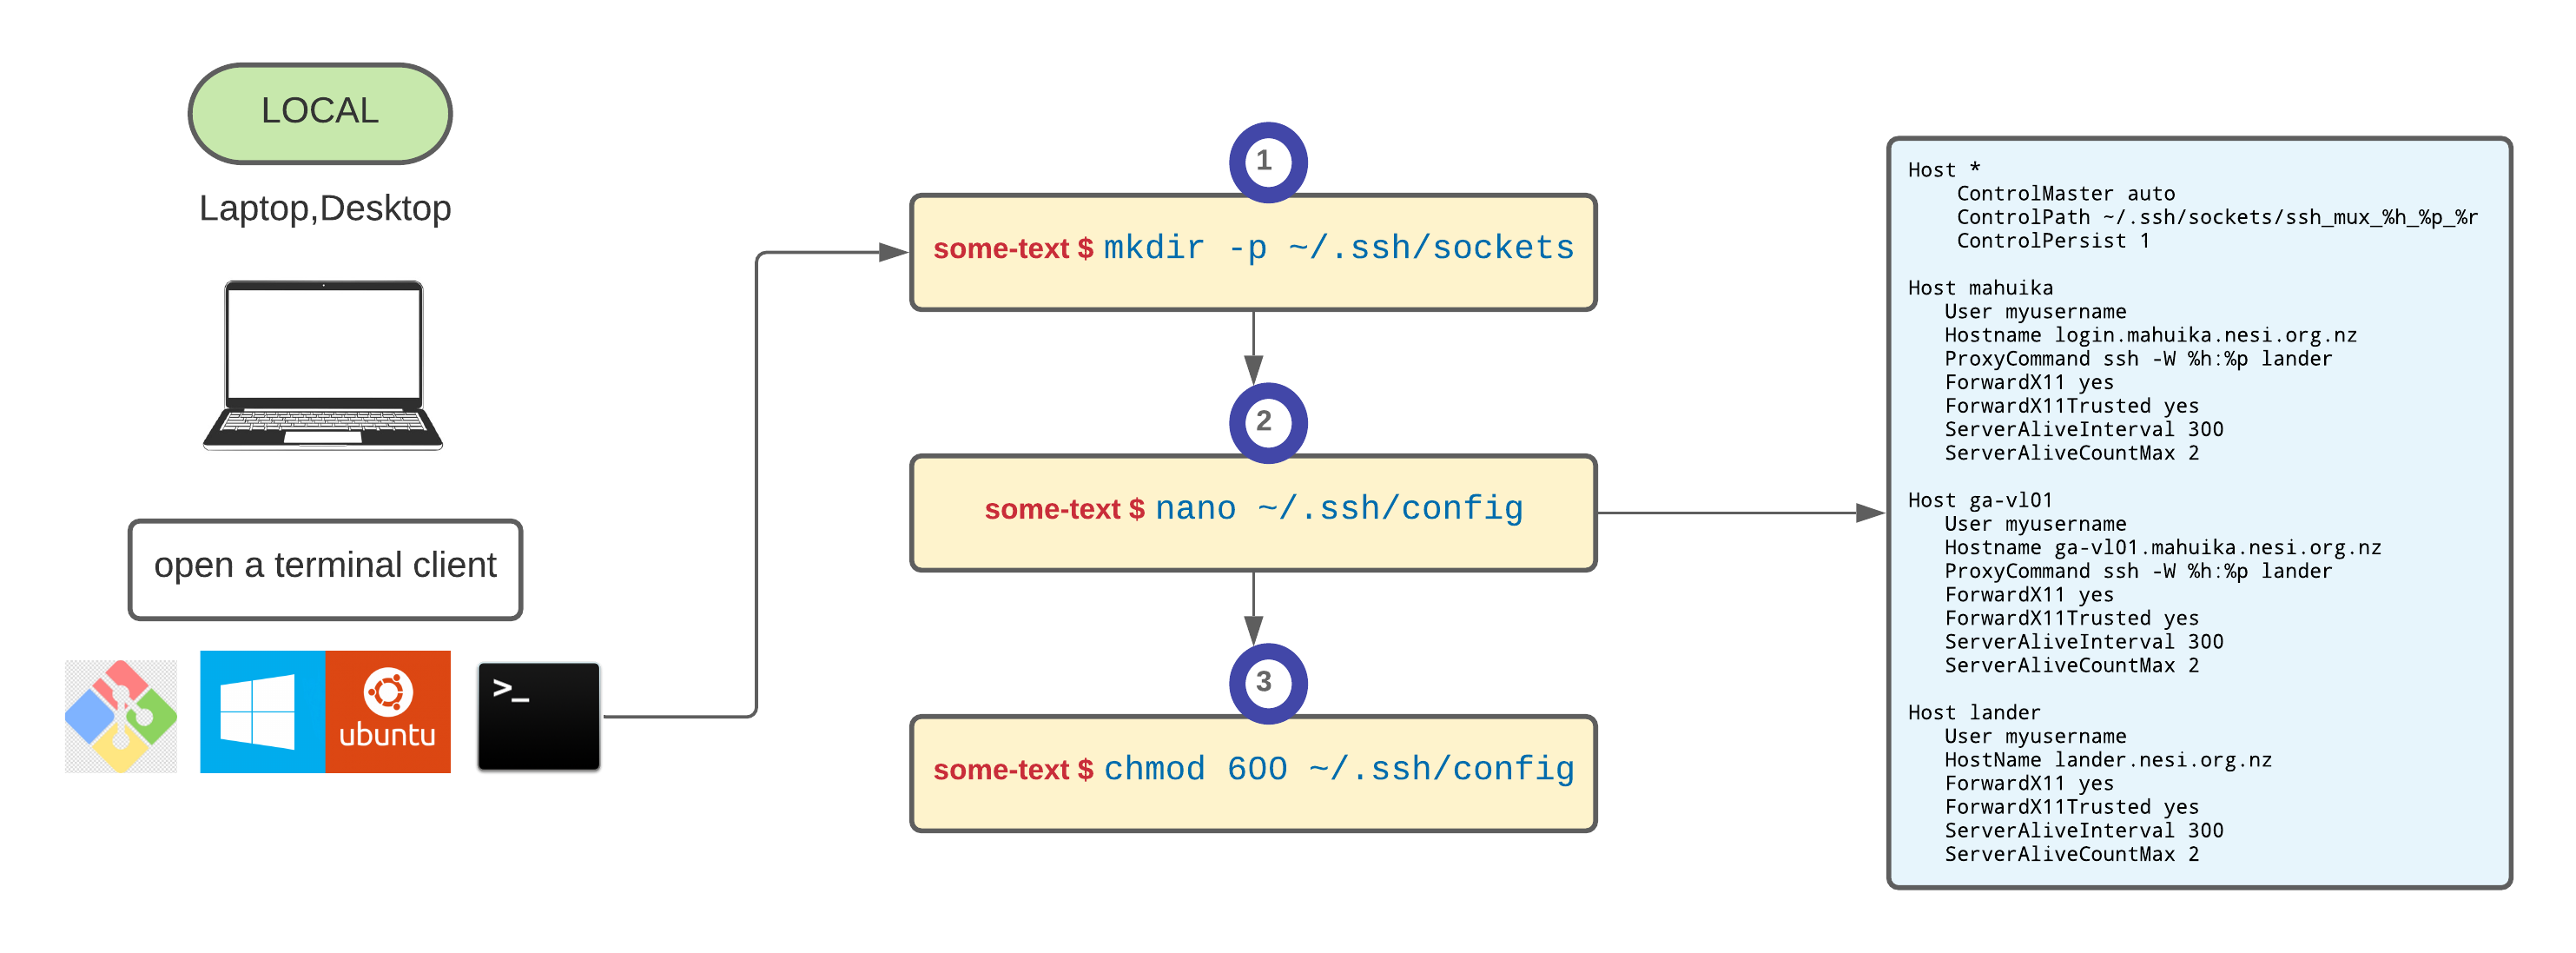 LOCAL
Laptop,Desktop
open a terminal client
ubuntu
>_
1
some-text $ mkdir -p ~/.ssh/sockets
2
some-text $ nano ~/.ssh/config
3
some-text $ chmod 600 ~/.ssh/config
Host *
    ControlMaster auto
    ControlPath ~/.ssh/sockets/ssh_mux_%h_%p_%r
    ControlPersist 1
Host mahuika
   User myusername
   Hostname login.mahuika.nesi.org.nz
   ProxyCommand ssh -W %h:%p lander
   ForwardX11 yes
   ForwardX11Trusted yes
   ServerAliveInterval 300
   ServerAliveCountMax 2
Host ga-vl01
   User myusername
   Hostname ga-vl01.mahuika.nesi.org.nz
   ProxyCommand ssh -W %h:%p lander
   ForwardX11 yes
   ForwardX11Trusted yes
   ServerAliveInterval 300
   ServerAliveCountMax 2
Host lander
   User myusername
   HostName lander.nesi.org.nz
   ForwardX11 yes
   ForwardX11Trusted yes
   ServerAliveInterval 300
   ServerAliveCountMax 2